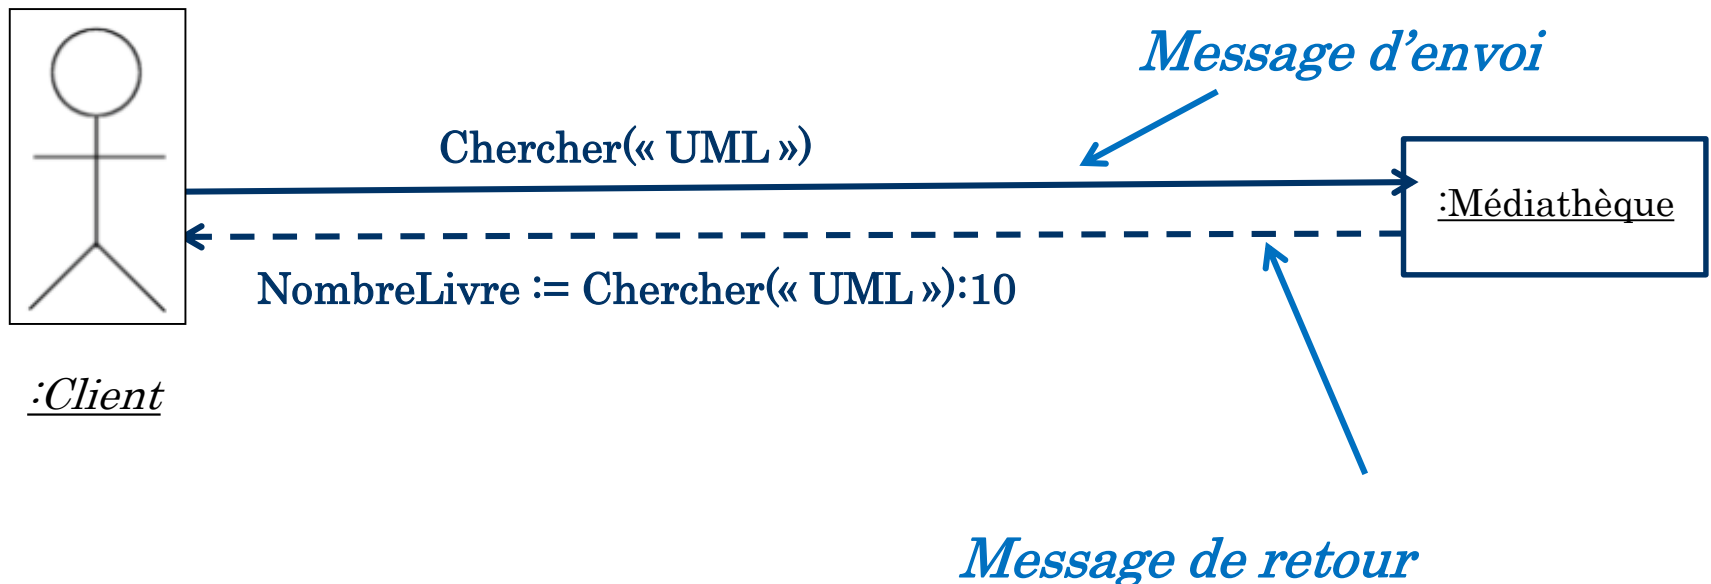 Message d’envoi
Chercher(« UML »)
:Médiathèque
NombreLivre := Chercher(« UML »):10
:Client
Message de retour